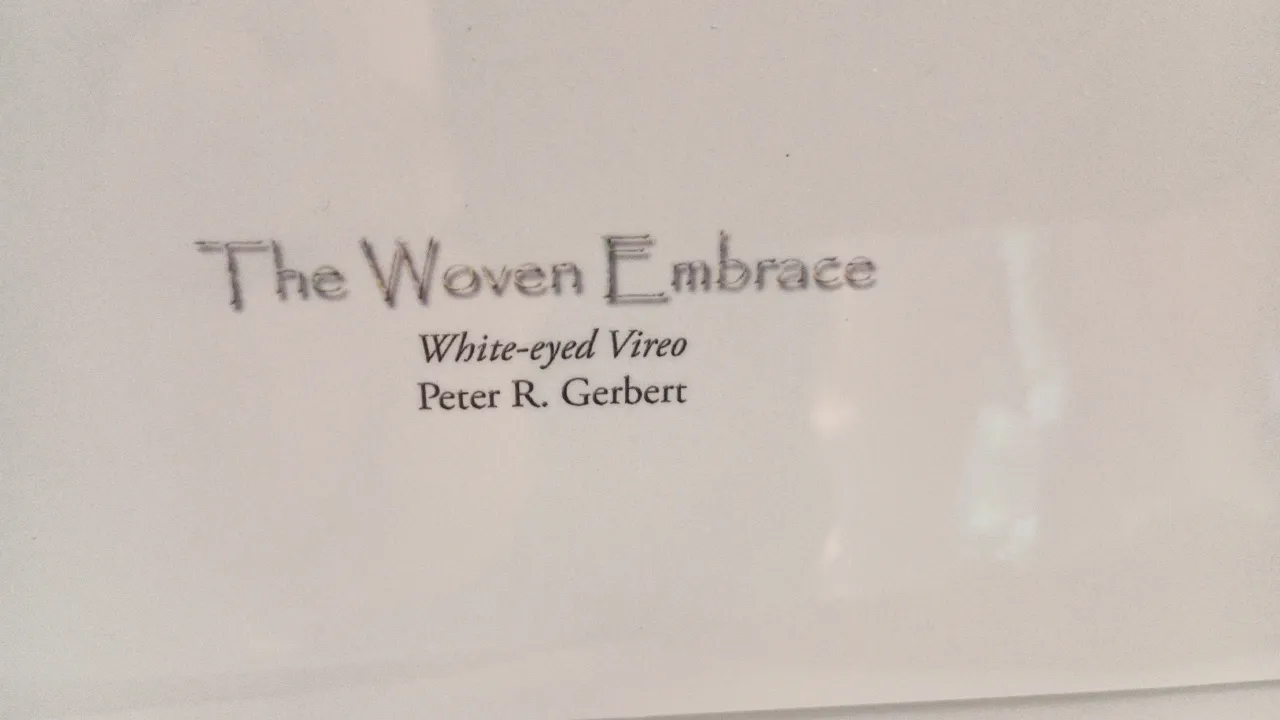 The Woven Embrace
White-eyed Vireo
Peter R. Gerbert